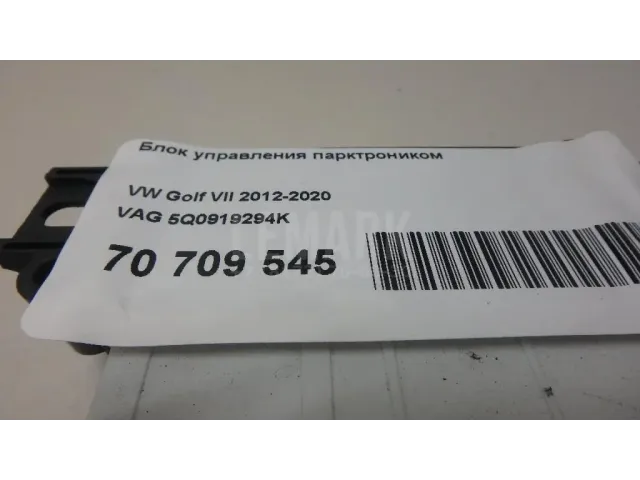 Блок управления парктроником
VW Golf VII 2012-2020
VAG 5Q0919294K
70 709 545